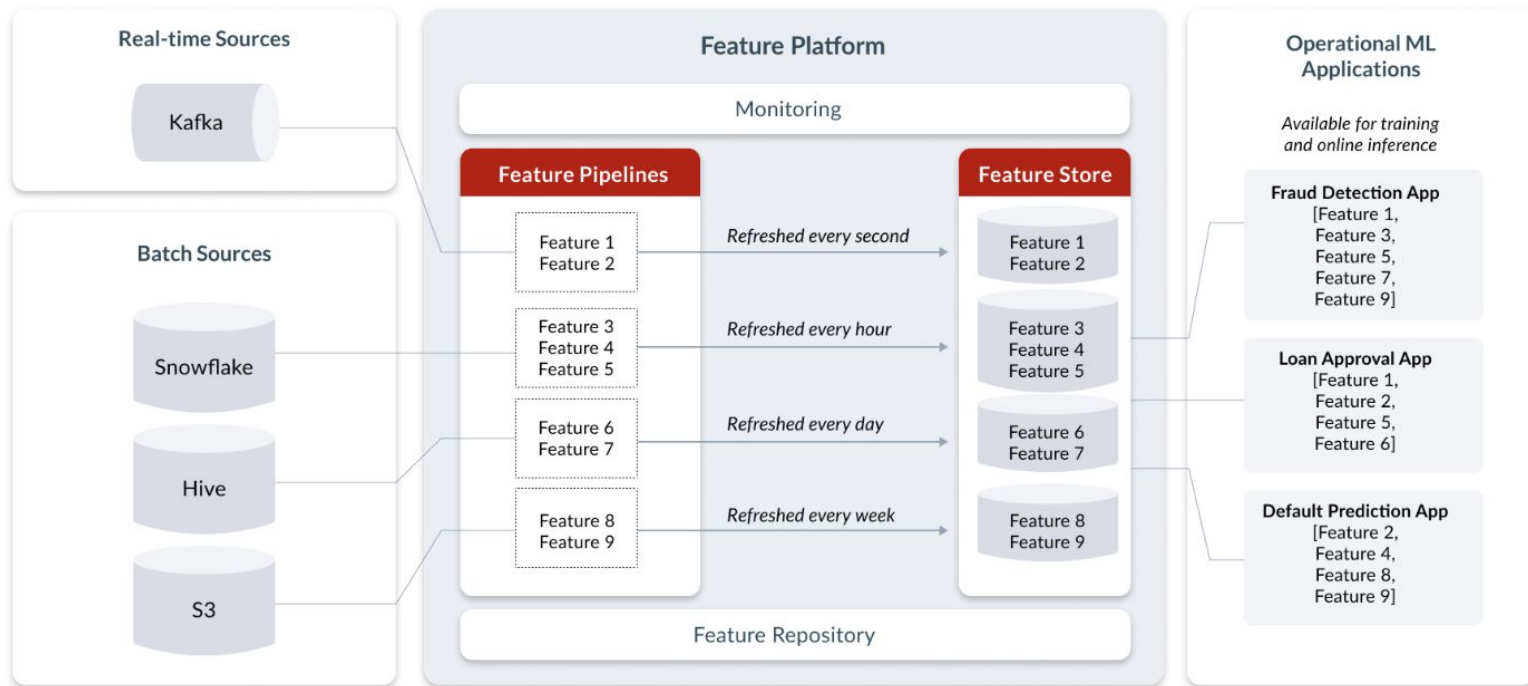 Real-time Sources
Kafka
Batch Sources
Snowflake
Hive
S3
Feature Platform
Monitoring
Feature Pipelines
Feature 1
Feature 2
Feature 3
Feature 4
Feature 5
Feature 6
Feature 7
Feature 8
Feature 9
Refreshed every second
Refreshed every hour
Refreshed every day
Refreshed every week
Feature Store
Feature 1
Feature 2
Feature 3
Feature 4
Feature 5
Feature 6
Feature 7
Feature 8
Feature 9
Feature Repository
Operational ML
Applications
Available for training
and online inference
Fraud Detection App
[Feature 1,
Feature 3,
Feature 5,
Feature 7,
Feature 9]
Loan Approval App
[Feature 1,
Feature 2,
Feature 5,
Feature 6]
Default Prediction App
[Feature 2,
Feature 4,
Feature 8,
Feature 9]